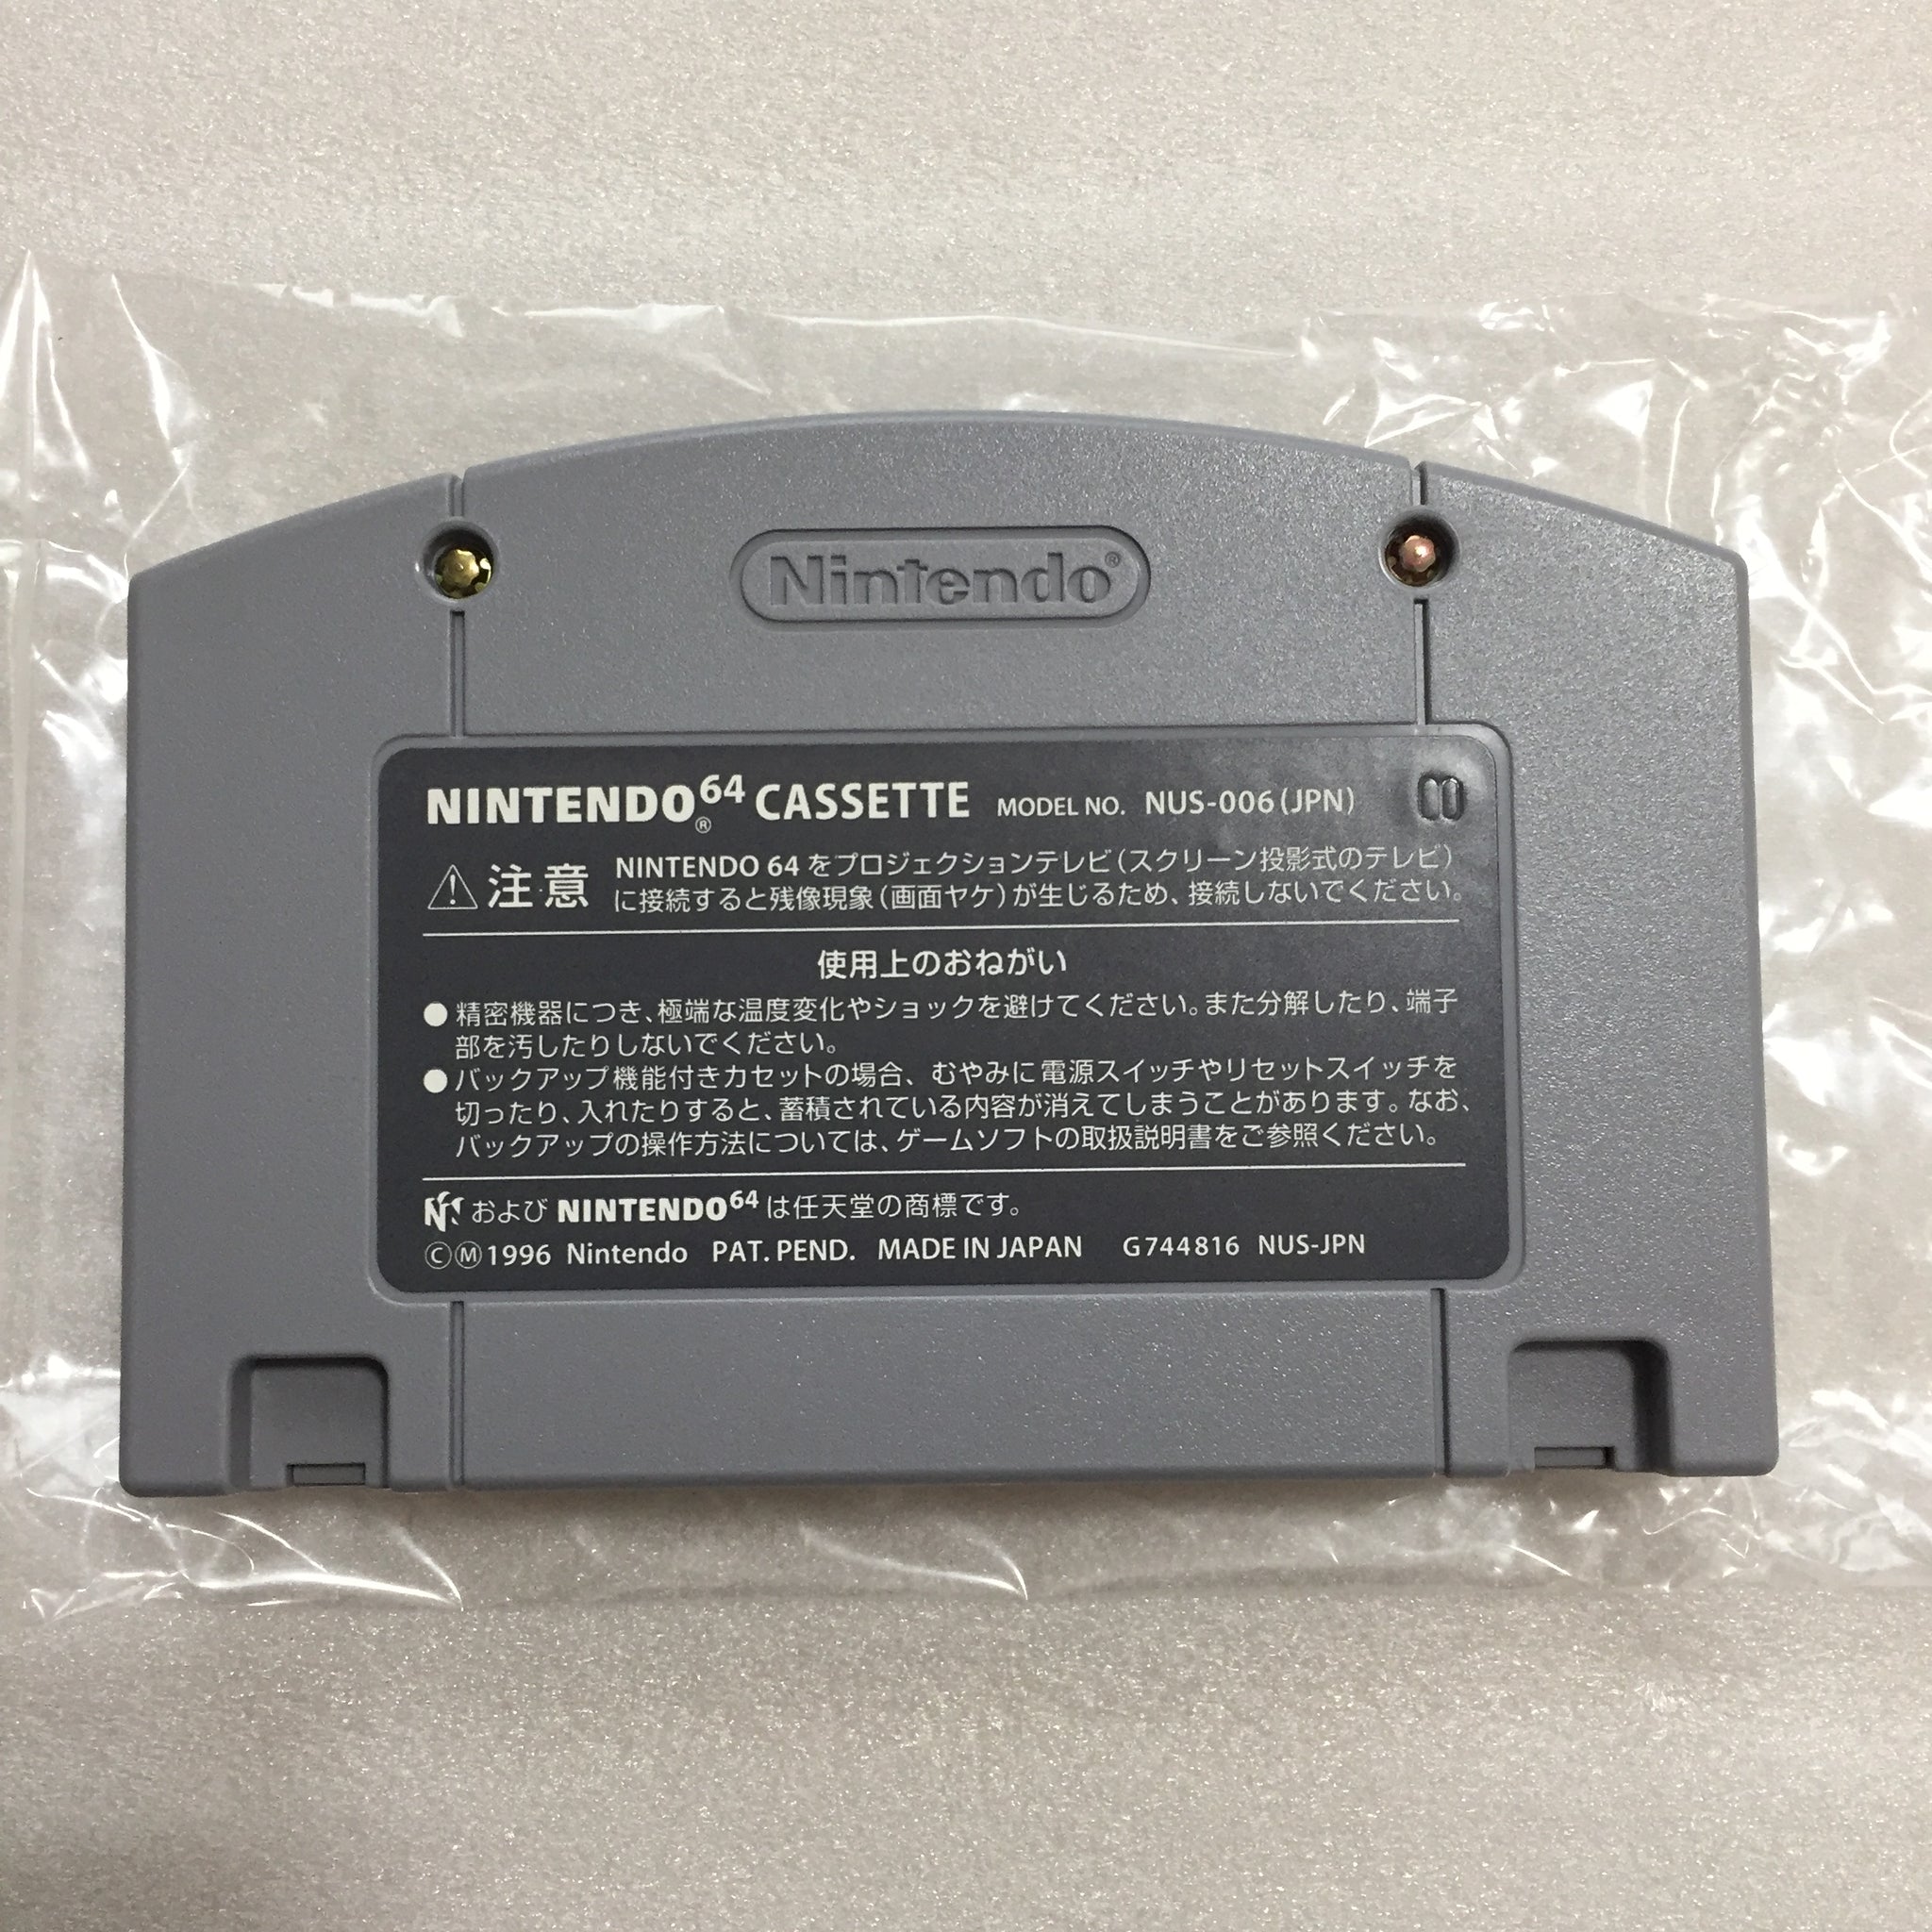 Nintendo®
NINTENDO64® CASSETTE MODEL NO. NUS-006(JPN)
⚠注意 NINTENDO 64 をプロジェクションテレビ(スクリーン投影式のテレビ)
に接続すると残像現象(画面ヤケ)が生じるため、接続しないでください。
使用上のおねがい
●精密機器につき、極端な温度変化やショックを避けてください。また分解したり、端子
部を汚したりしないでください。
●バックアップ機能付きカセットの場合、むやみに電源スイッチやリセットスイッチを
切ったり、入れたりすると、蓄積されている内容が消えてしまうことがあります。なお、
バックアップの操作方法については、ゲームソフトの取扱説明書をご参照ください。
および NINTENDO64 は任天堂の商標です。
ⒸⓂ1996 Nintendo PAT. PEND. MADE IN JAPAN G744816 NUS-JPN